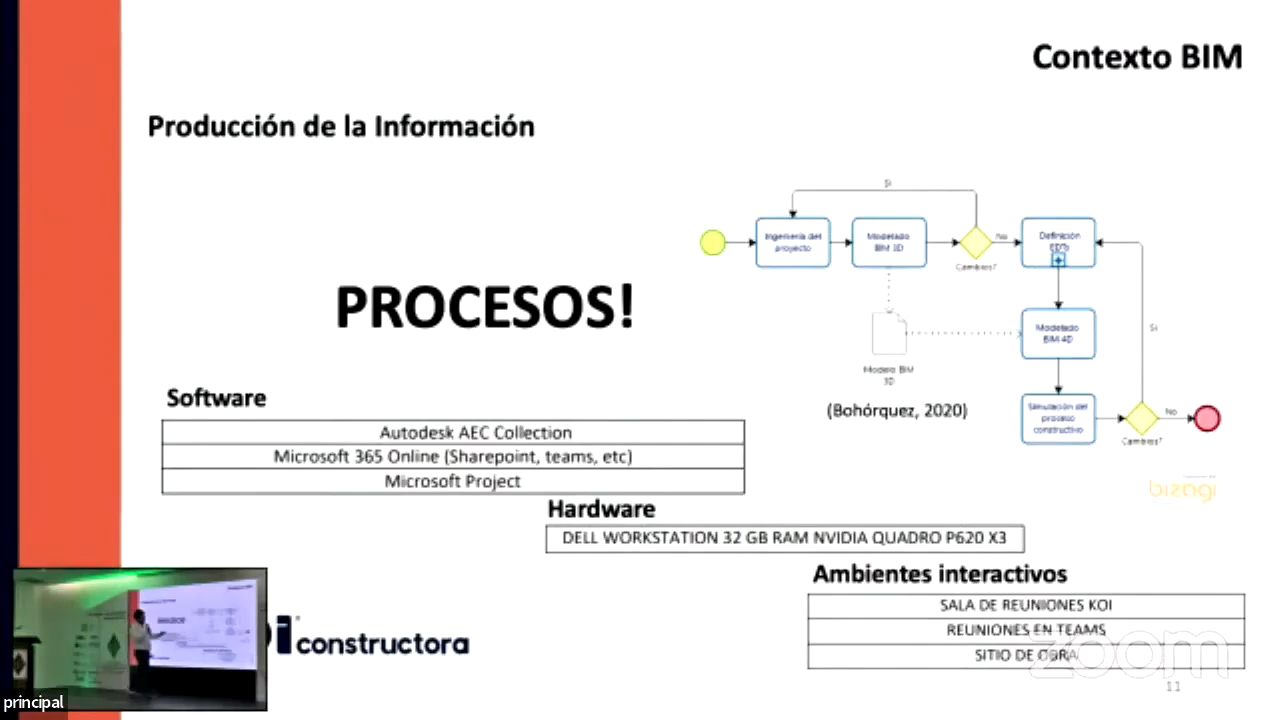 Contexto BIM
Producción de la Información
Si
Ingeniería del
proyecto
Modelado
BIM 3D
No
Definición
EDTs
Cambios?
PROCESOS!
Modelado
BIM 4D
Si
Modelo BIM
3D
Software
(Bohórquez, 2020)
Simulación del
proceso
constructivo
No
Cambios?
Autodesk AEC Collection
Microsoft 365 Online (Sharepoint, teams, etc)
Microsoft Project
bizagi
Hardware
DELL WORKSTATION 32 GB RAM NVIDIA QUADRO P620 X3
Ambientes interactivos
SALA DE REUNIONES KOI
REUNIONES EN TEAMS
SITIO DE OBRA
constructora
zoom
11
principal